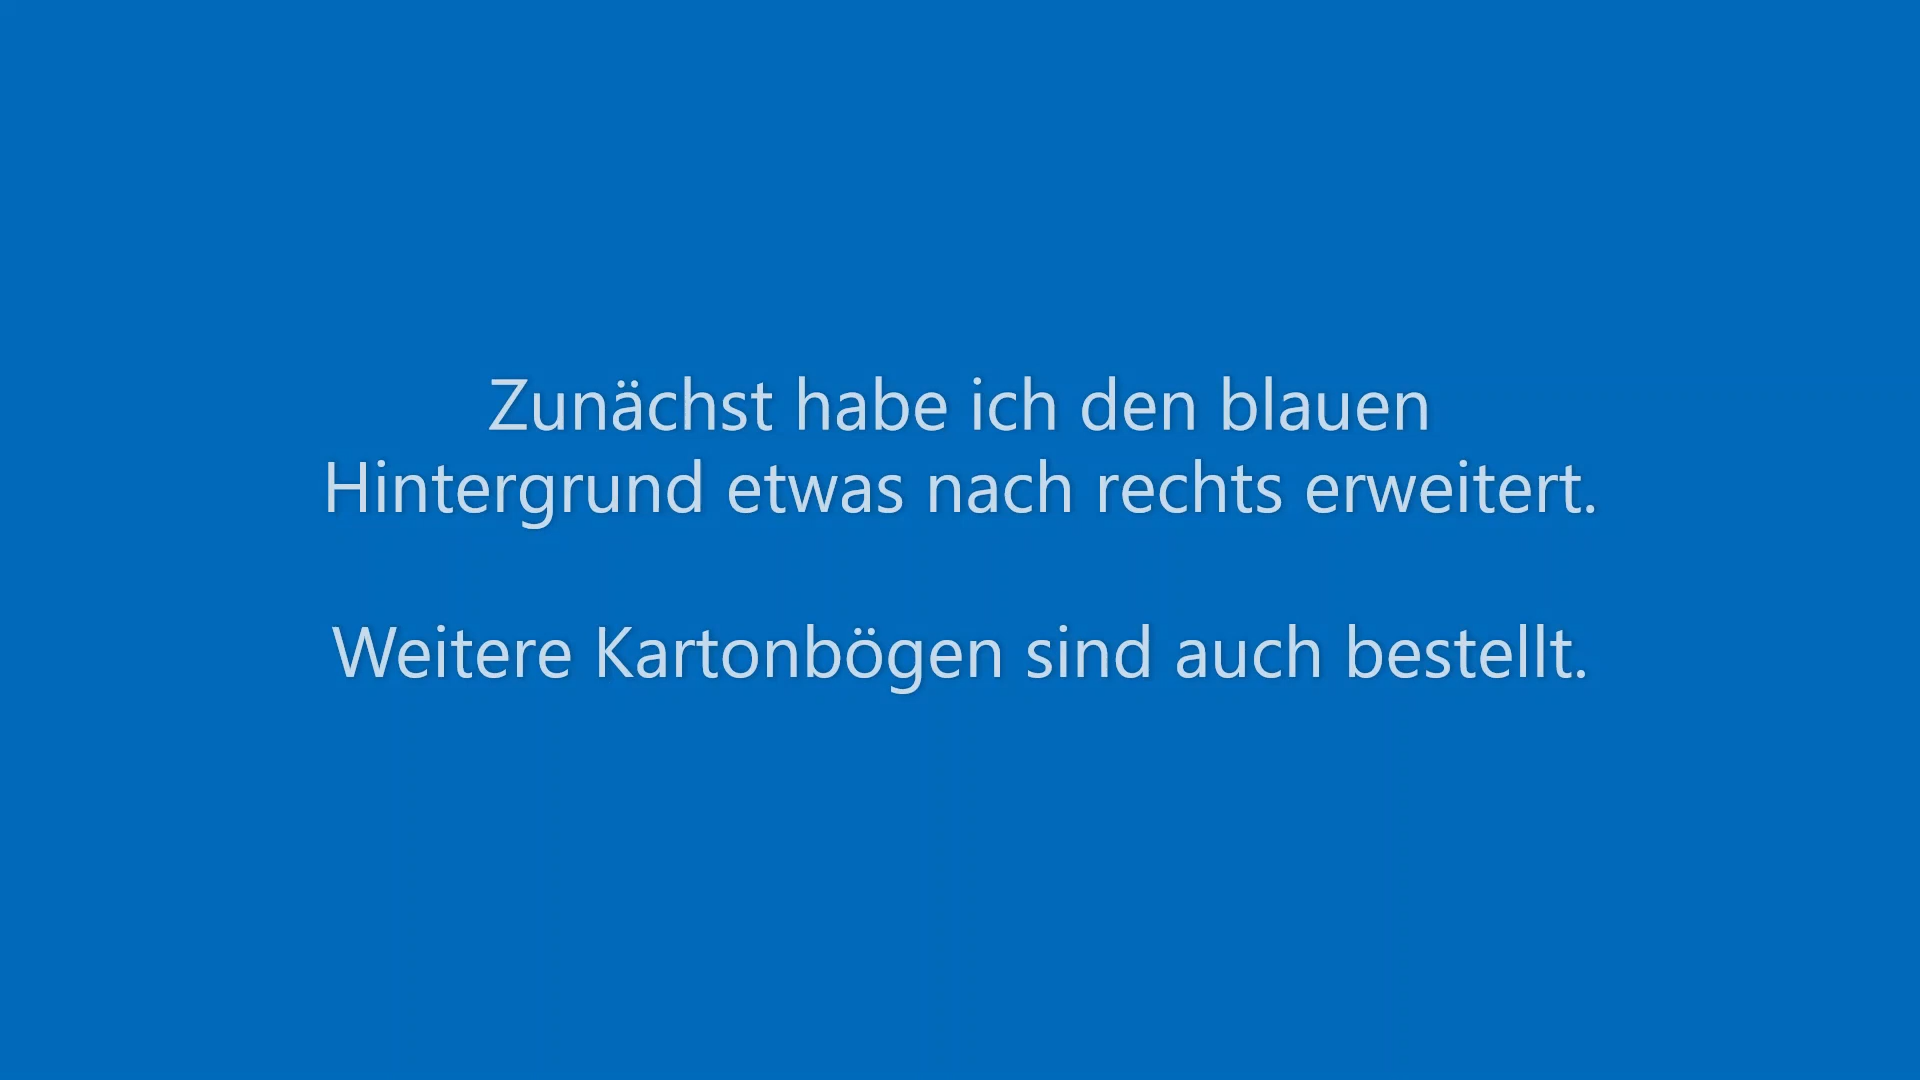 Zunächst habe ich den blauen
Hintergrund etwas nach rechts erweitert.
Weitere Kartonbögen sind auch bestellt.